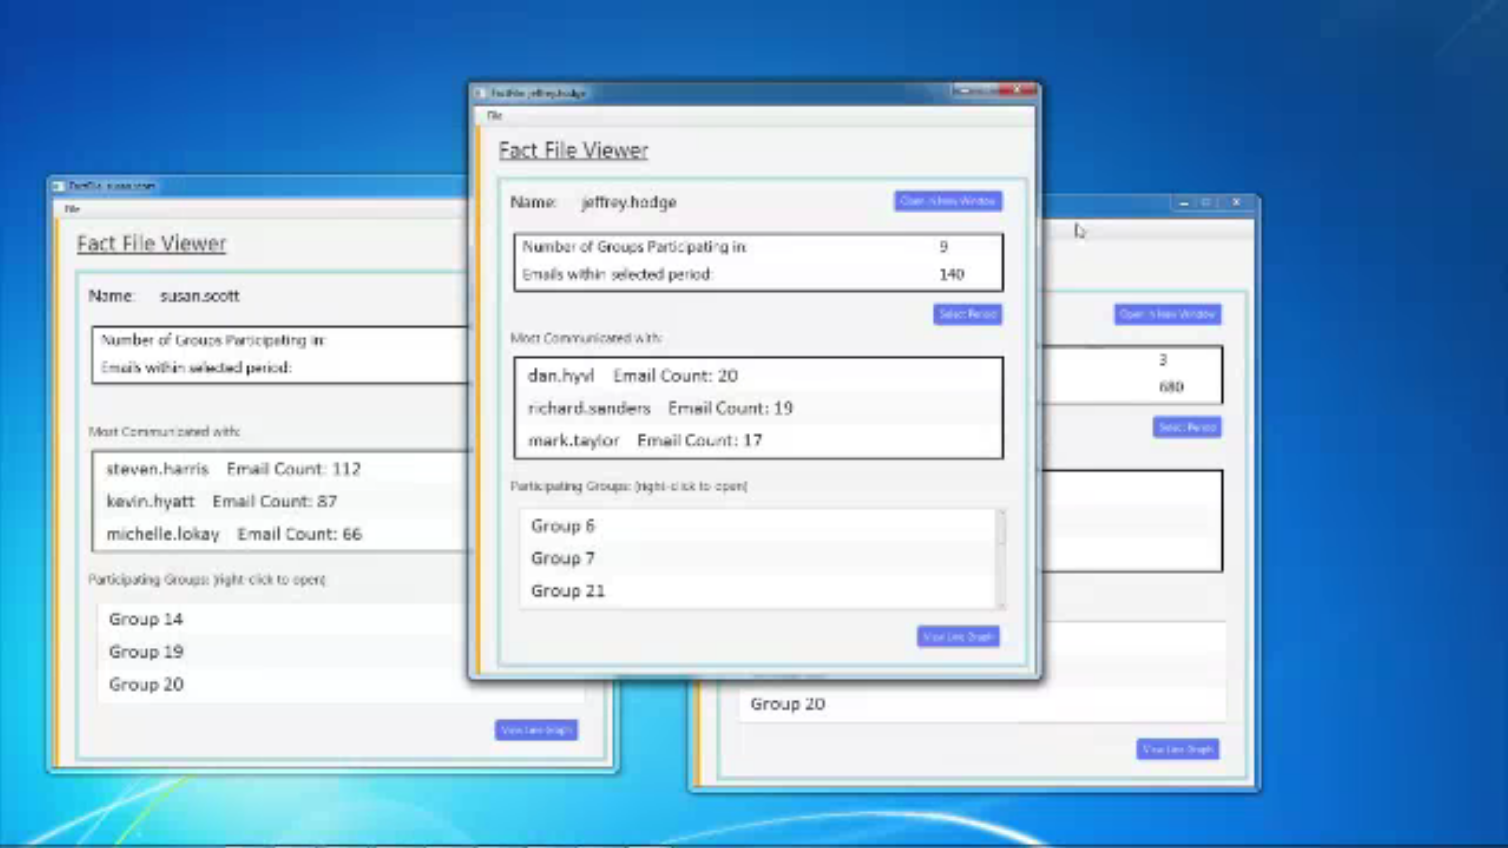 FactFile: susan.scott
File
Fact File Viewer
Name: susan.scott
Number of Groups Participating in:
Emails within selected period:
Most Communicated with:
steven.harris Email Count: 112
kevin.hyatt Email Count: 87
michelle.lokay Email Count: 66
Participating Groups: (right-click to open)
Group 14
Group 19
Group 20
View Line Graph
FactFile: jeffrey.hodge
File
Fact File Viewer
Name: jeffrey.hodge
Open in New Window
Number of Groups Participating in: 9
Emails within selected period: 140
Select Period
Most Communicated with:
dan.hyvl Email Count: 20
richard.sanders Email Count: 19
mark.taylor Email Count: 17
Participating Groups: (right-click to open)
Group 6
Group 7
Group 21
View Line Graph
Open in New Window
3
680
Select Period
Group 20
View Line Graph